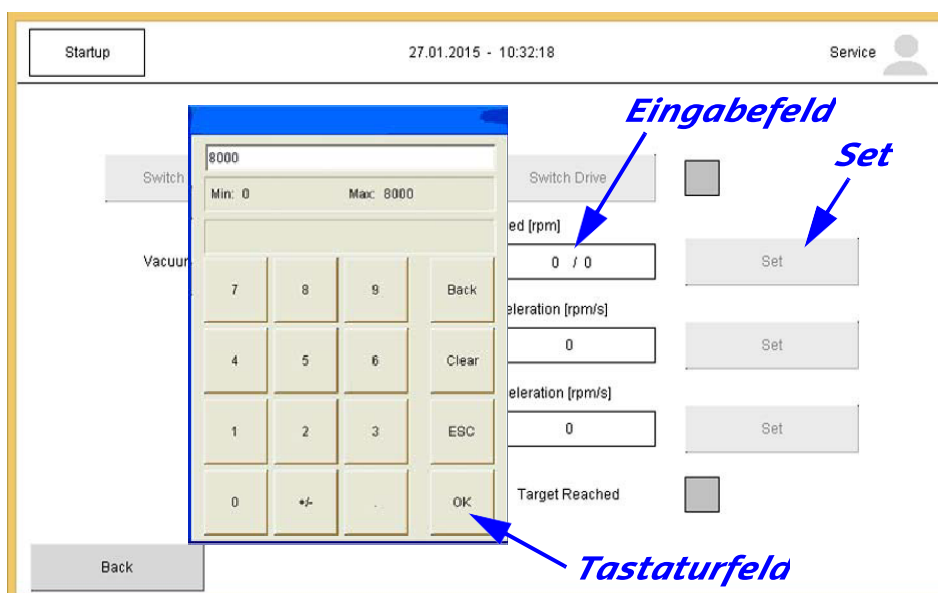 Startup
27.01.2015 - 10:32:18
Service
Eingabefeld
Set
8000
Switch
Switch Drive
Min: 0 Max: 8000
ed [rpm]
Vacuur
0 / 0
Set
7 8 9 Back
eleration [rpm/s]
4 5 6 Clear
0
Set
eleration [rpm/s]
1 2 3 ESC
0
Set
0 +/- . OK
Target Reached
Back
Tastaturfeld